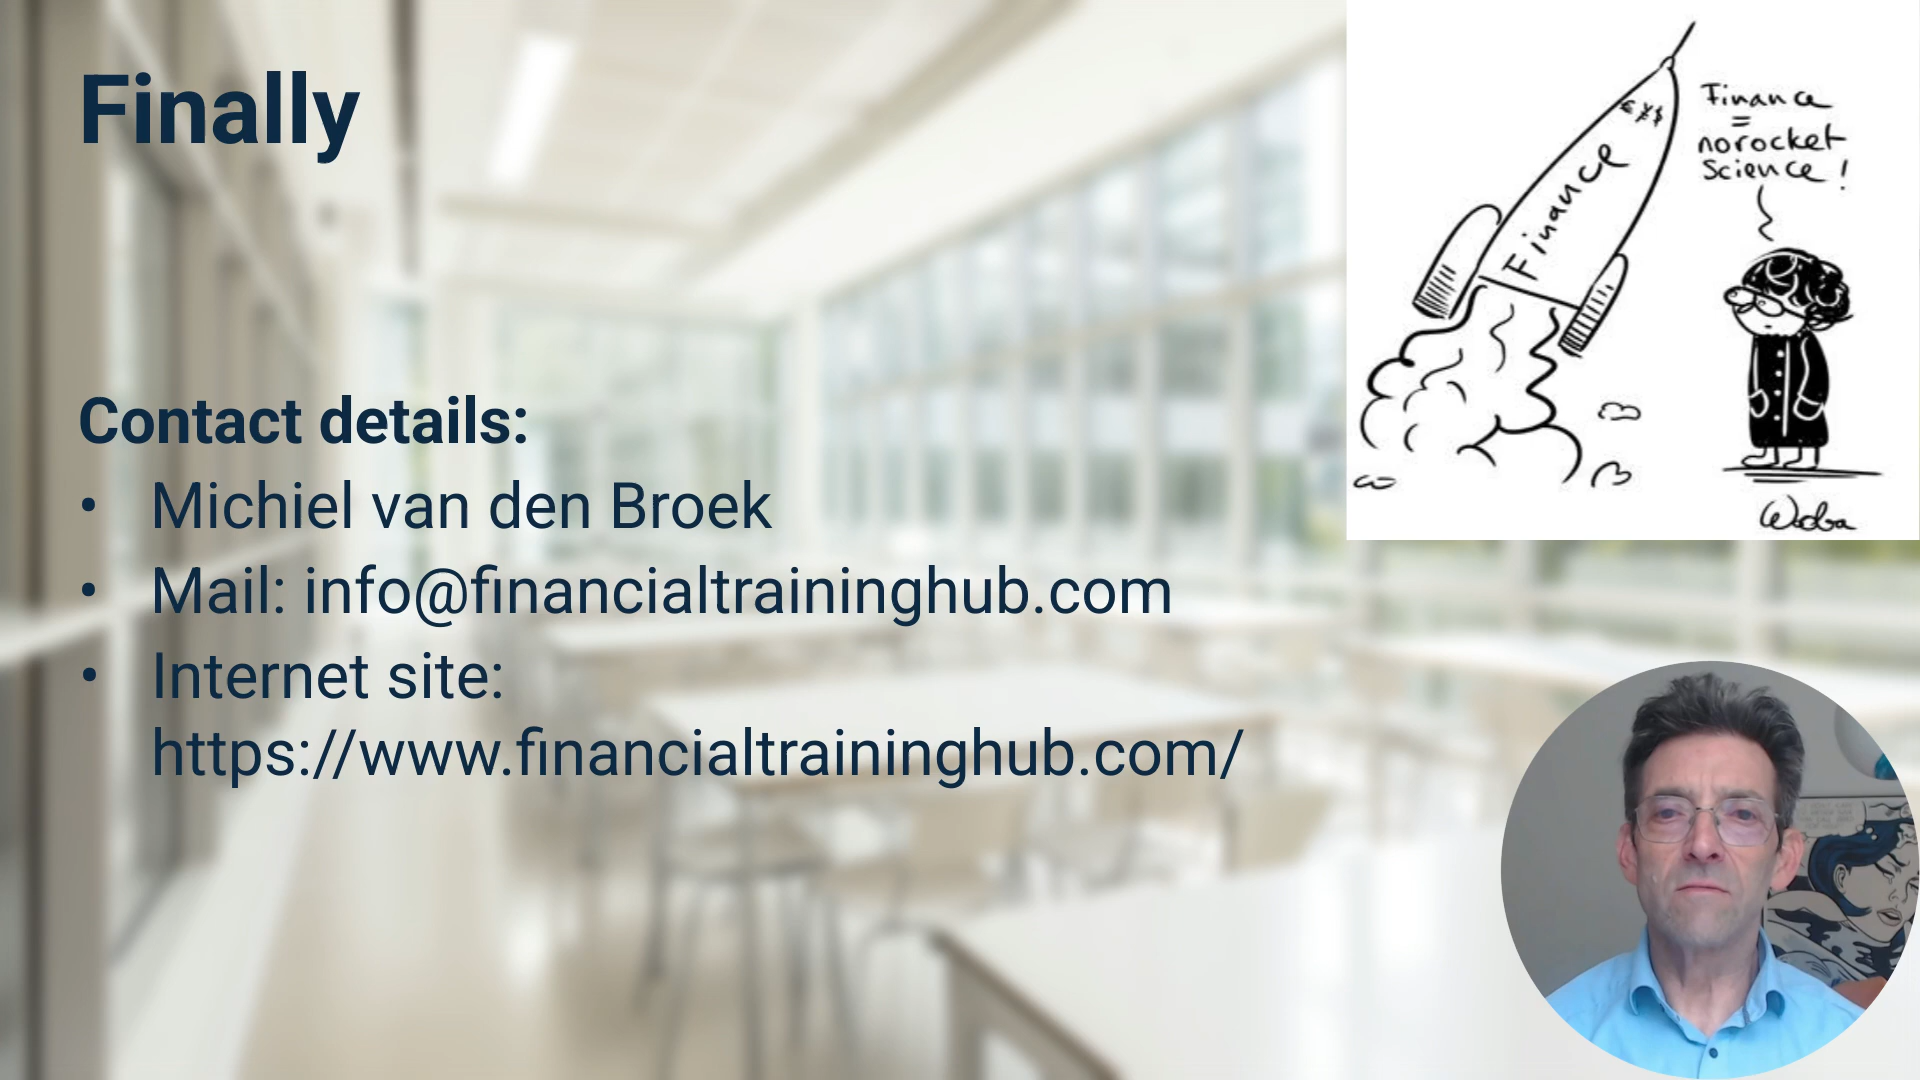 Finally
Finance
=
norocket
Science!
€ ¥ $
Finance
Contact details:
• Michiel van den Broek
• Mail: info@financialtraininghub.com
• Internet site:
https://www.financialtraininghub.com/